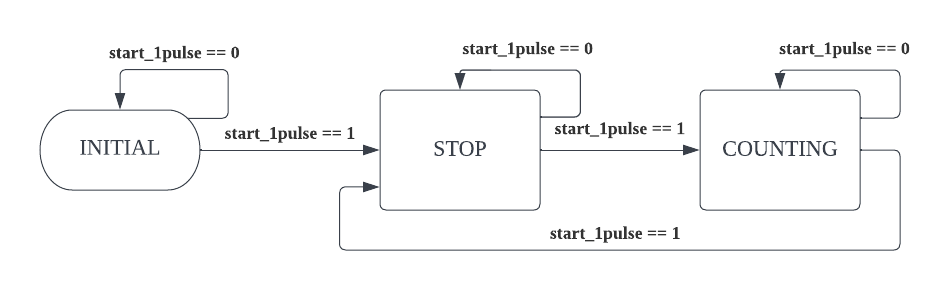 start_1pulse == 0
start_1pulse == 0
start_1pulse == 0
INITIAL
start_1pulse == 1
STOP
start_1pulse == 1
COUNTING
start_1pulse == 1